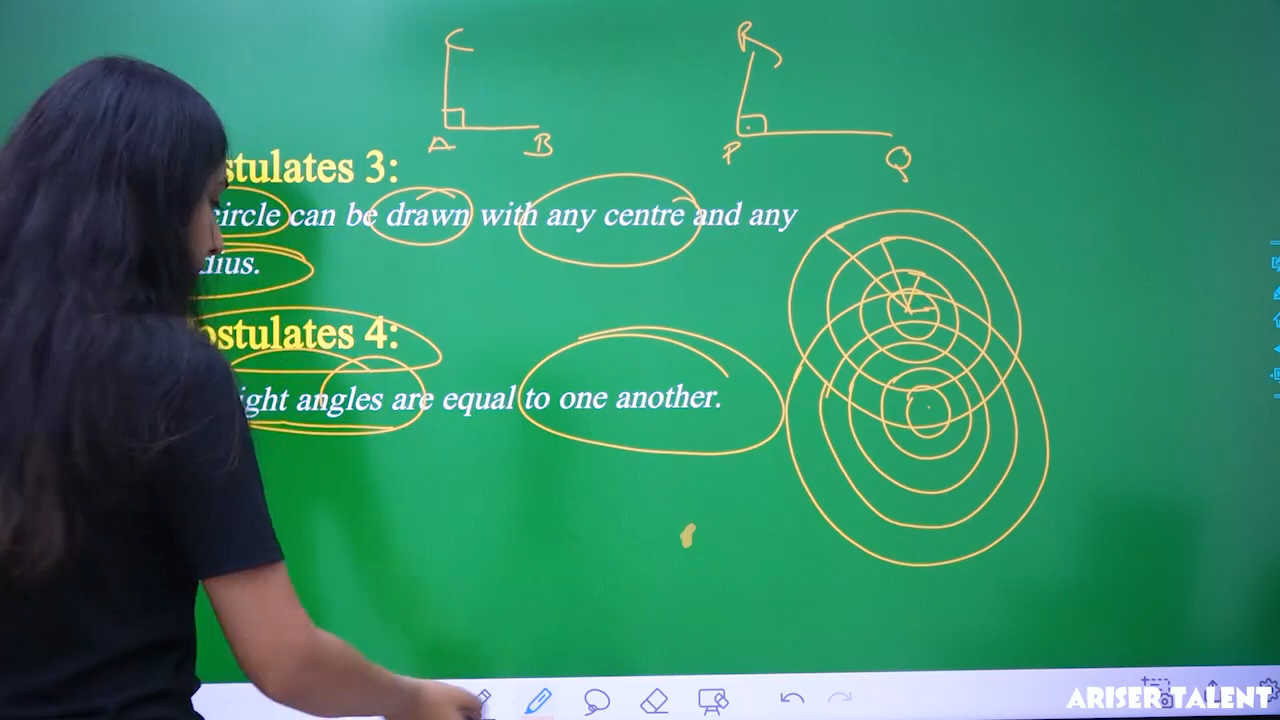 C
R
A
B
P
Q
stulates 3:
circle can be drawn with any centre and any
dius.
ostulates 4:
ight angles are equal to one another.
ARISER TALENT